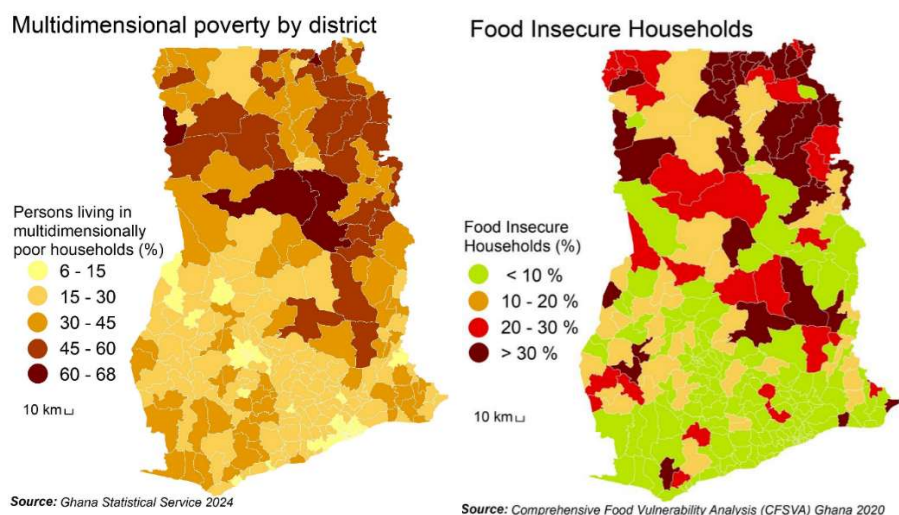 Multidimensional poverty by district
Persons living in
multidimensionally
poor households (%)
6 - 15
15 - 30
30 - 45
45 - 60
60 - 68
10 km
Source: Ghana Statistical Service 2024
Food Insecure Households
Food Insecure
Households (%)
< 10 %
10 - 20 %
20 - 30 %
> 30 %
10 km
Source: Comprehensive Food Vulnerability Analysis (CFSVA) Ghana 2020